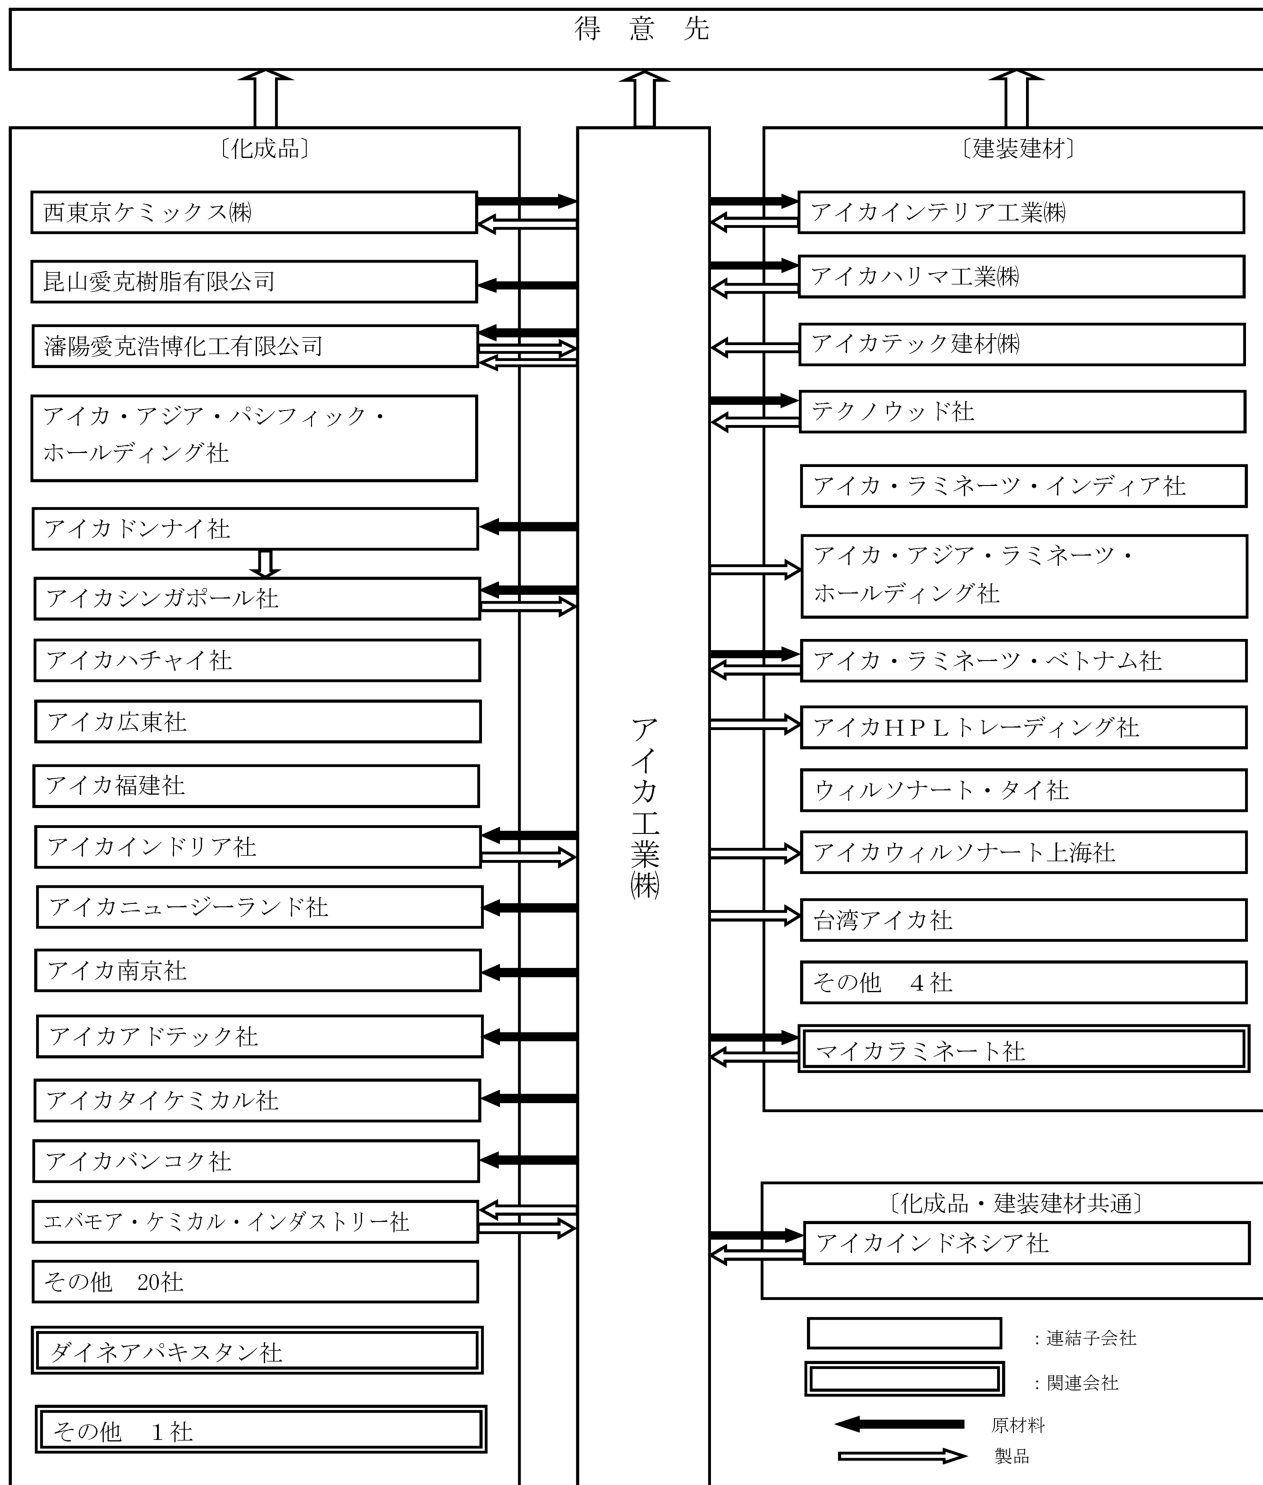 得　意　先
〔化成品〕
西東京ケミックス㈱
昆山愛克樹脂有限公司
瀋陽愛克浩博化工有限公司
アイカ・アジア・パシフィック・
ホールディング社
アイカドンナイ社
アイカシンガポール社
アイカハチャイ社
アイカ広東社
アイカ福建社
アイカインドリア社
アイカニュージーランド社
アイカ南京社
アイカアドテック社
アイカタイケミカル社
アイカバンコク社
エバモア・ケミカル・インダストリー社
その他　20社
ダイネアパキスタン社
その他　１社
アイカ工業㈱
〔建装建材〕
アイカインテリア工業㈱
アイカハリマ工業㈱
アイカテック建材㈱
テクノウッド社
アイカ・ラミネーツ・インディア社
アイカ・アジア・ラミネーツ・
ホールディング社
アイカ・ラミネーツ・ベトナム社
アイカＨＰＬトレーディング社
ウィルソナート・タイ社
アイカウィルソナート上海社
台湾アイカ社
その他　４社
マイカラミネート社
〔化成品・建装建材共通〕
アイカインドネシア社
：連結子会社
：関連会社
原材料
製品